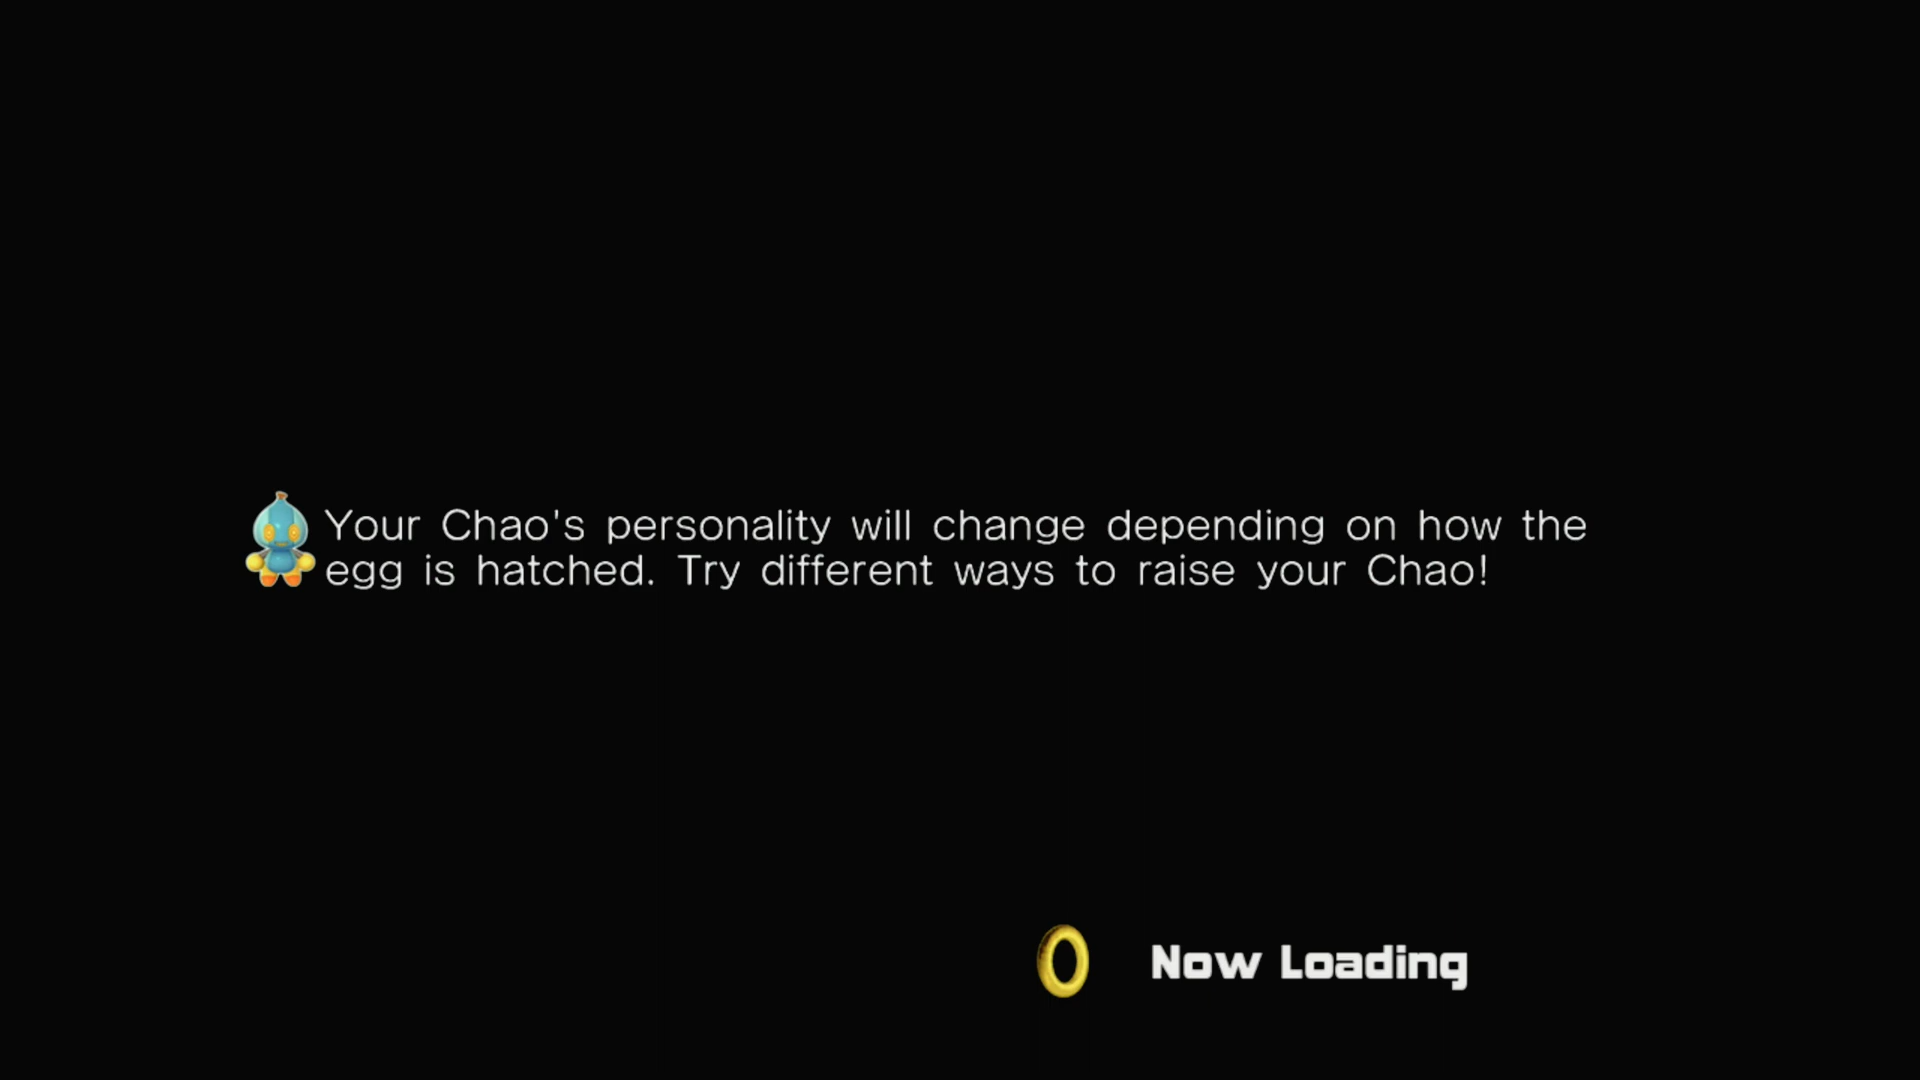 Your Chao's personality will change depending on how the
egg is hatched. Try different ways to raise your Chao!
Now Loading